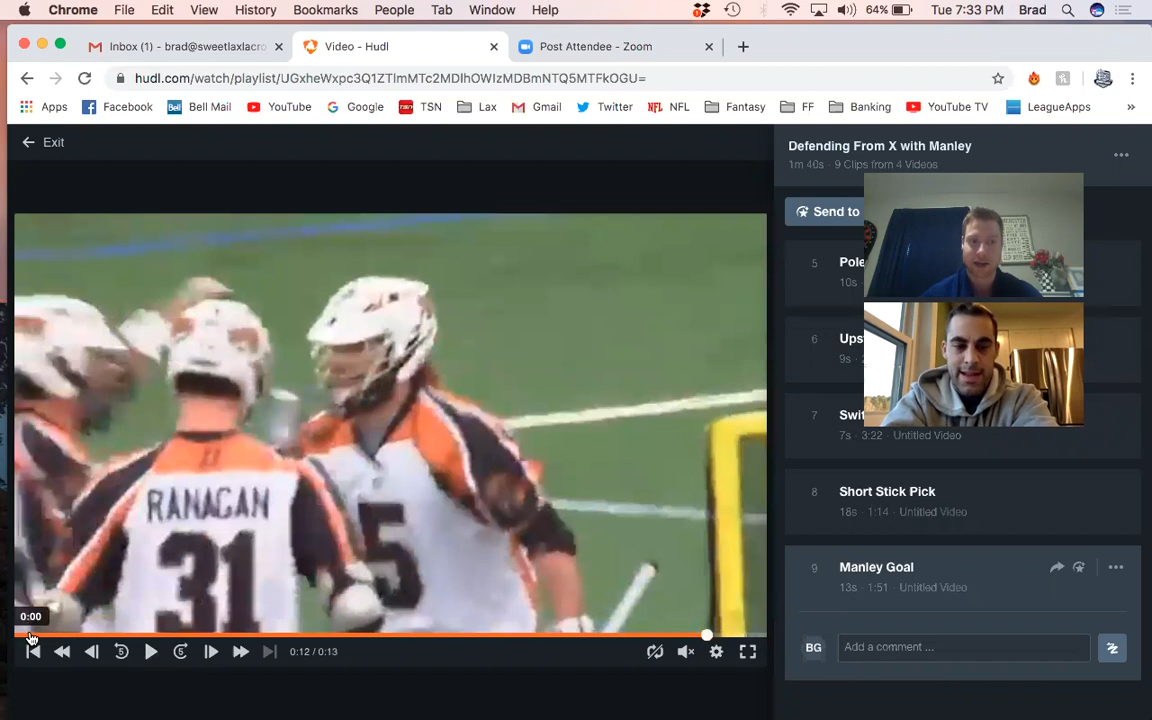 Chrome File Edit View History Bookmarks People Tab Window Help 64% Tue 7:33 PM Brad
Inbox (1) - brad@sweetlaxlacro
Video - Hudl
Post Attendee - Zoom
hudl.com/watch/playlist/UGxheWxpc3Q1ZTlmMTc2MDlhOWIzMDBmNTQ5MTFkOGU=
Apps Facebook Bell Mail YouTube Google TSN Lax Gmail Twitter NFL Fantasy FF Banking YouTube TV LeagueApps »
Exit
Defending From X with Manley
1m 40s · 9 Clips from 4 Videos
Send to
5 Pole
10s ·
6
9s ·
7
7s · 3:22 · Untitled Video
8 Short Stick Pick
18s · 1:14 · Untitled Video
9 Manley Goal
13s · 1:51 · Untitled Video
BG Add a comment ...
RANAGAN
31
5
0:00
5 5 0:12 / 0:13